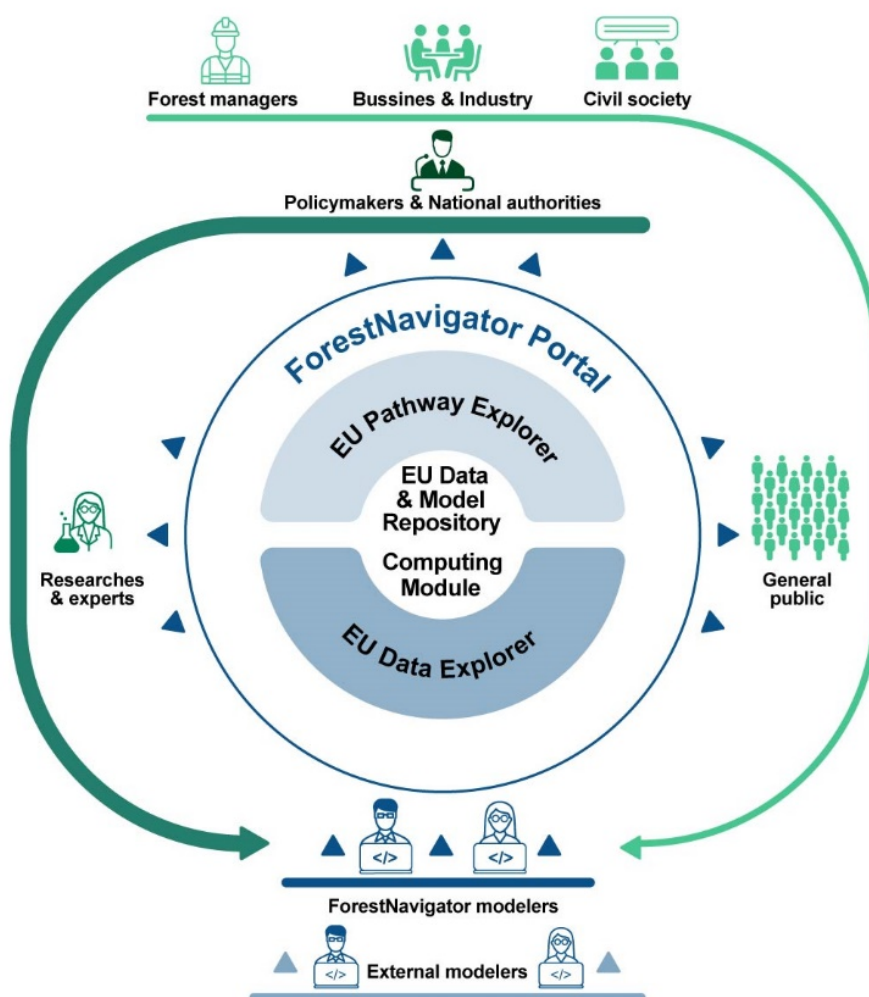 Forest managers
Bussines & Industry
Civil society
Policymakers & National authorities
ForestNavigator Portal
EU Pathway Explorer
EU Data
& Model
Repository
Computing
Module
EU Data Explorer
Researches
& experts
General
public
</>
</>
ForestNavigator modelers
</>
External modelers
</>